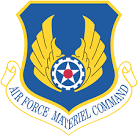 AIR FORCE MATERIEL COMMAND